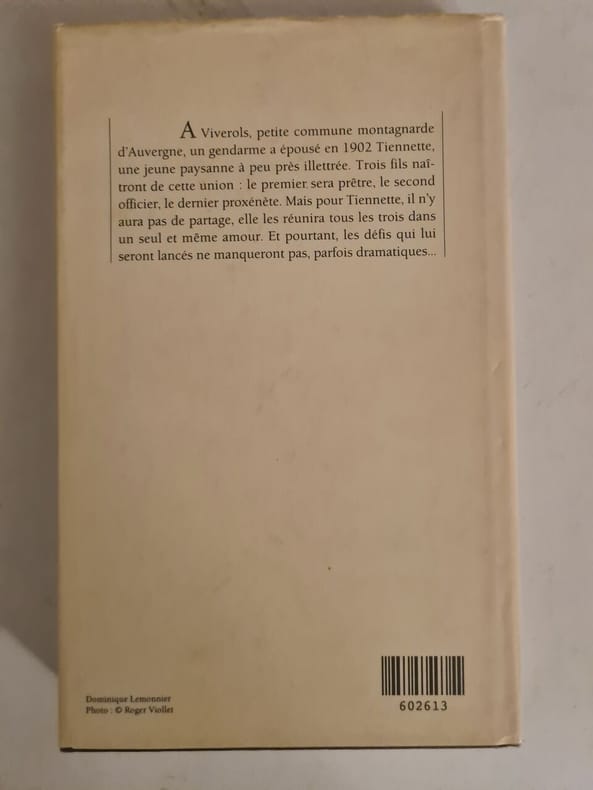 A Viverols, petite commune montagnarde
d'Auvergne, un gendarme a épousé en 1902 Tiennette,
une jeune paysanne à peu près illettrée. Trois fils naî-
tront de cette union : le premier sera prêtre, le second
officier, le dernier proxénète. Mais pour Tiennette, il n'y
aura pas de partage, elle les réunira tous les trois dans
un seul et même amour. Et pourtant, les défis qui lui
seront lancés ne manqueront pas, parfois dramatiques...
Dominique Lemonnier
Photo : © Roger Viollet
602613